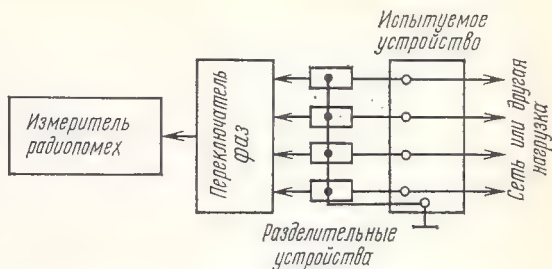 Испытуемое
устройство
Измеритель
радиопомех
Переключатель
фаз
Сеть или другая
нагрузка
Разделительные
устройства